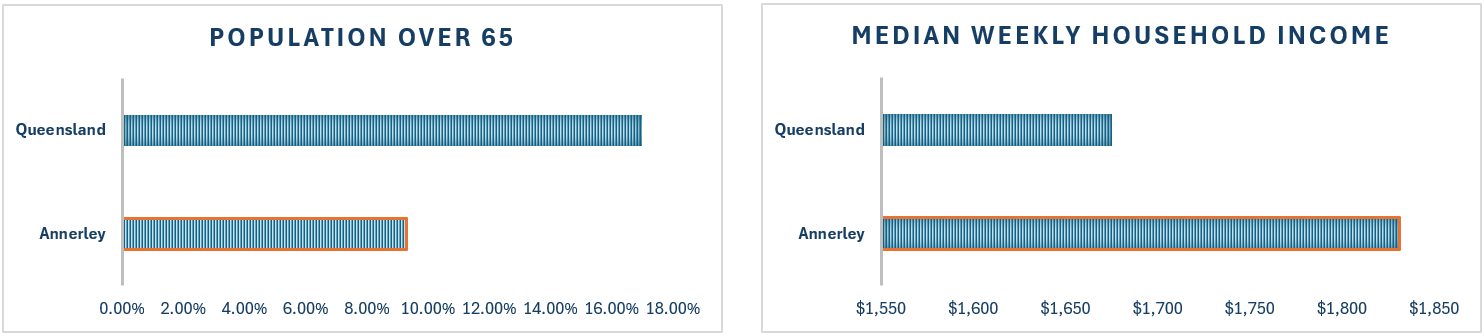 POPULATION OVER 65
Queensland
Annerley
0.00% 2.00% 4.00% 6.00% 8.00% 10.00% 12.00% 14.00% 16.00% 18.00%
MEDIAN WEEKLY HOUSEHOLD INCOME
Queensland
Annerley
$1,550 $1,600 $1,650 $1,700 $1,750 $1,800 $1,850